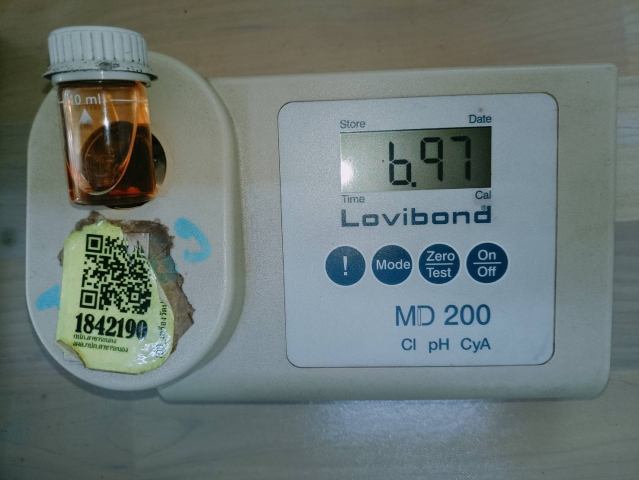 10 ml
Store
Date
6.97
Time
Cal
Lovibond
!
Mode
Zero
Test
On
Off
MD 200
Cl pH CyA
1842190